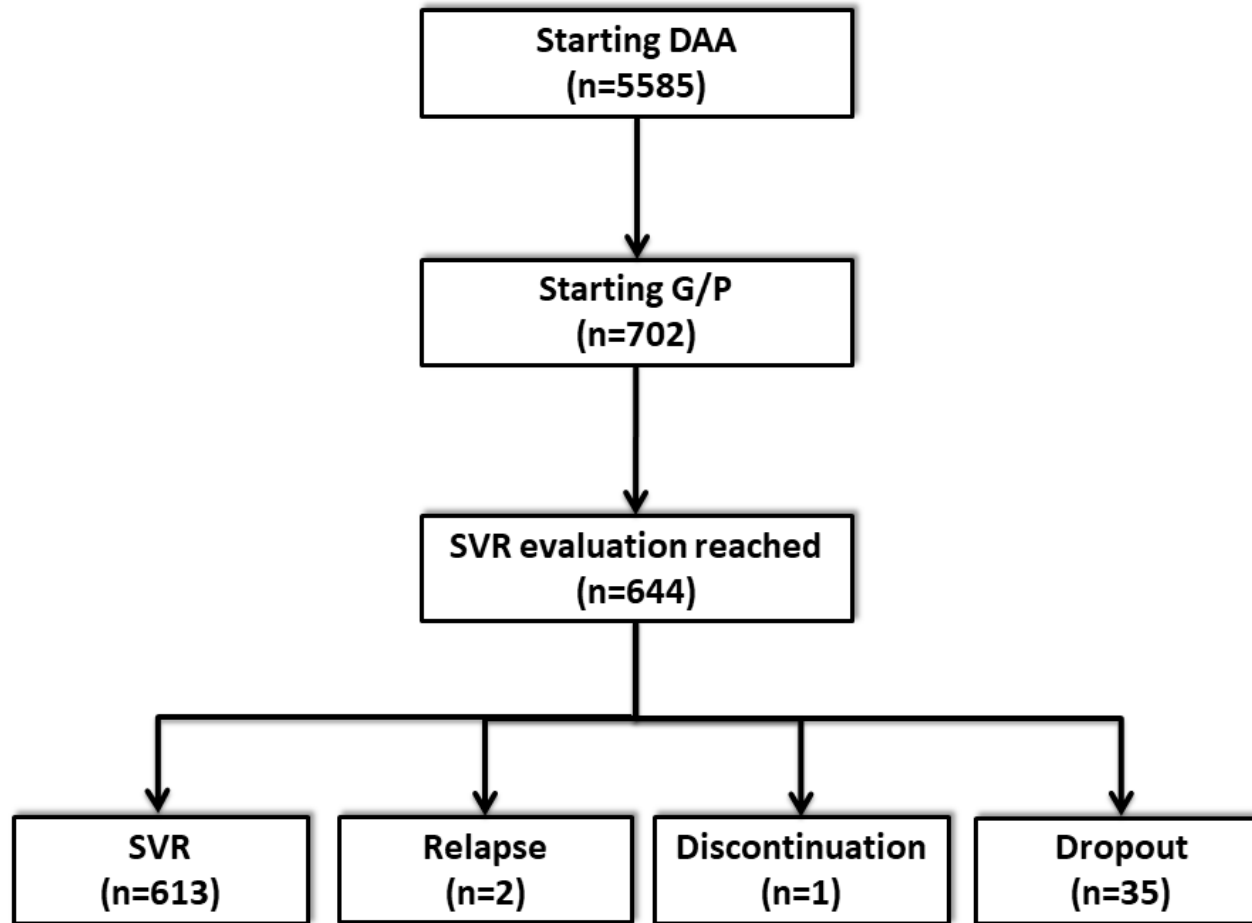 Starting DAA
(n=5585)
Starting G/P
(n=702)
SVR evaluation reached
(n=644)
SVR
(n=613)
Relapse
(n=2)
Discontinuation
(n=1)
Dropout
(n=35)